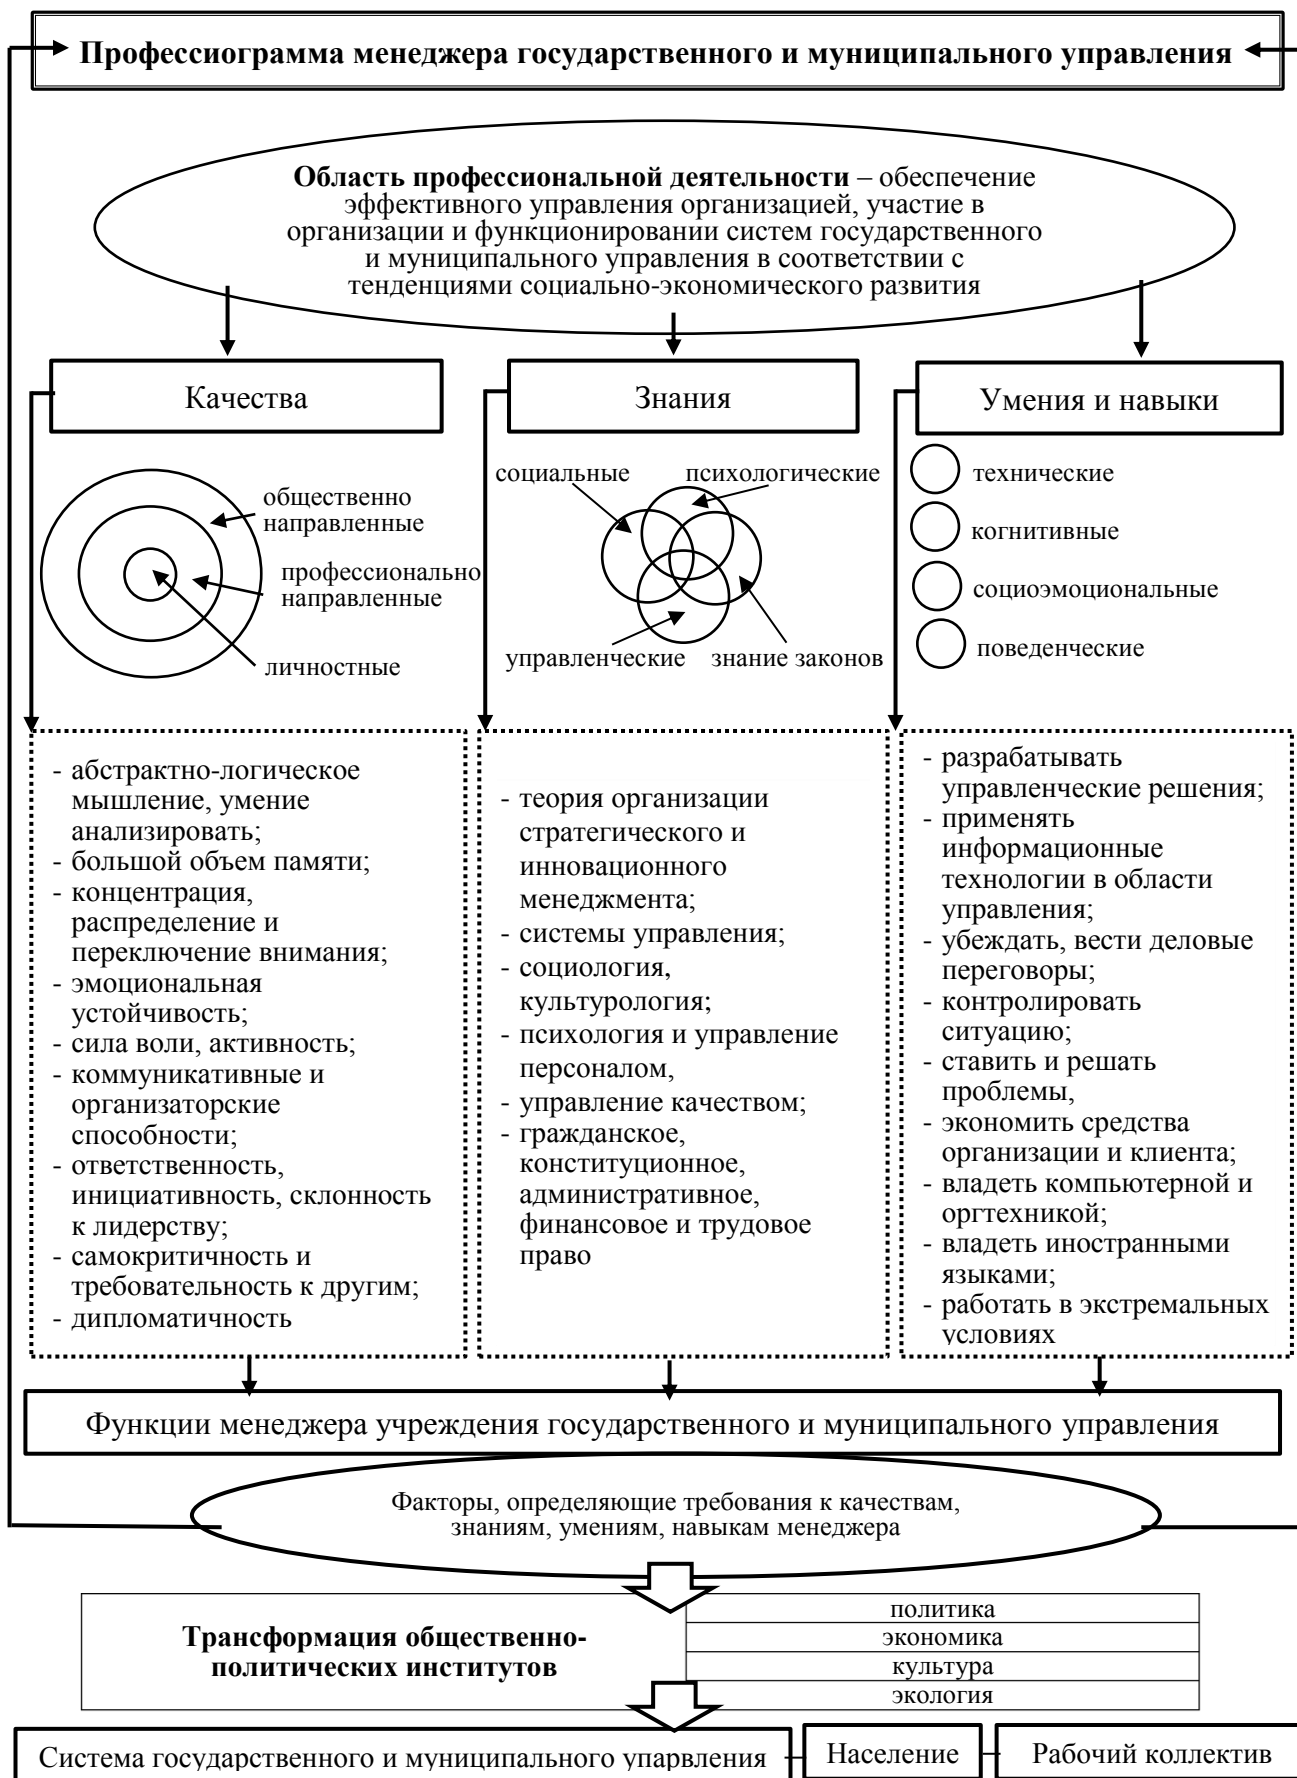 Профессиограмма менеджера государственного и муниципального управления
Область профессиональной деятельности – обеспечение
эффективного управления организацией, участие в
организации и функционировании систем государственного
и муниципального управления в соответствии с
тенденциями социально-экономического развития
Качества
Знания
Умения и навыки
общественно
направленные
профессионально
направленные
личностные
социальные
психологические
управленческие
знание законов
технические
когнитивные
социоэмоциональные
поведенческие
- абстрактно-логическое
мышление, умение
анализировать;
- большой объем памяти;
- концентрация,
распределение и
переключение внимания;
- эмоциональная
устойчивость;
- сила воли, активность;
- коммуникативные и
организаторские
способности;
- ответственность,
инициативность, склонность
к лидерству;
- самокритичность и
требовательность к другим;
- дипломатичность
- теория организации
стратегического и
инновационного
менеджмента;
- системы управления;
- социология,
культурология;
- психология и управление
персоналом,
- управление качеством;
- гражданское,
конституционное,
административное,
финансовое и трудовое
право
- разрабатывать
управленческие решения;
- применять
информационные
технологии в области
управления;
- убеждать, вести деловые
переговоры;
- контролировать
ситуацию;
- ставить и решать
проблемы,
- экономить средства
организации и клиента;
- владеть компьютерной и
оргтехникой;
- владеть иностранными
языками;
- работать в экстремальных
условиях
Функции менеджера учреждения государственного и муниципального управления
Факторы, определяющие требования к качествам,
знаниям, умениям, навыкам менеджера
Трансформация общественно-
политических институтов
политика
экономика
культура
экология
Система государственного и муниципального упарвления
Население
Рабочий коллектив